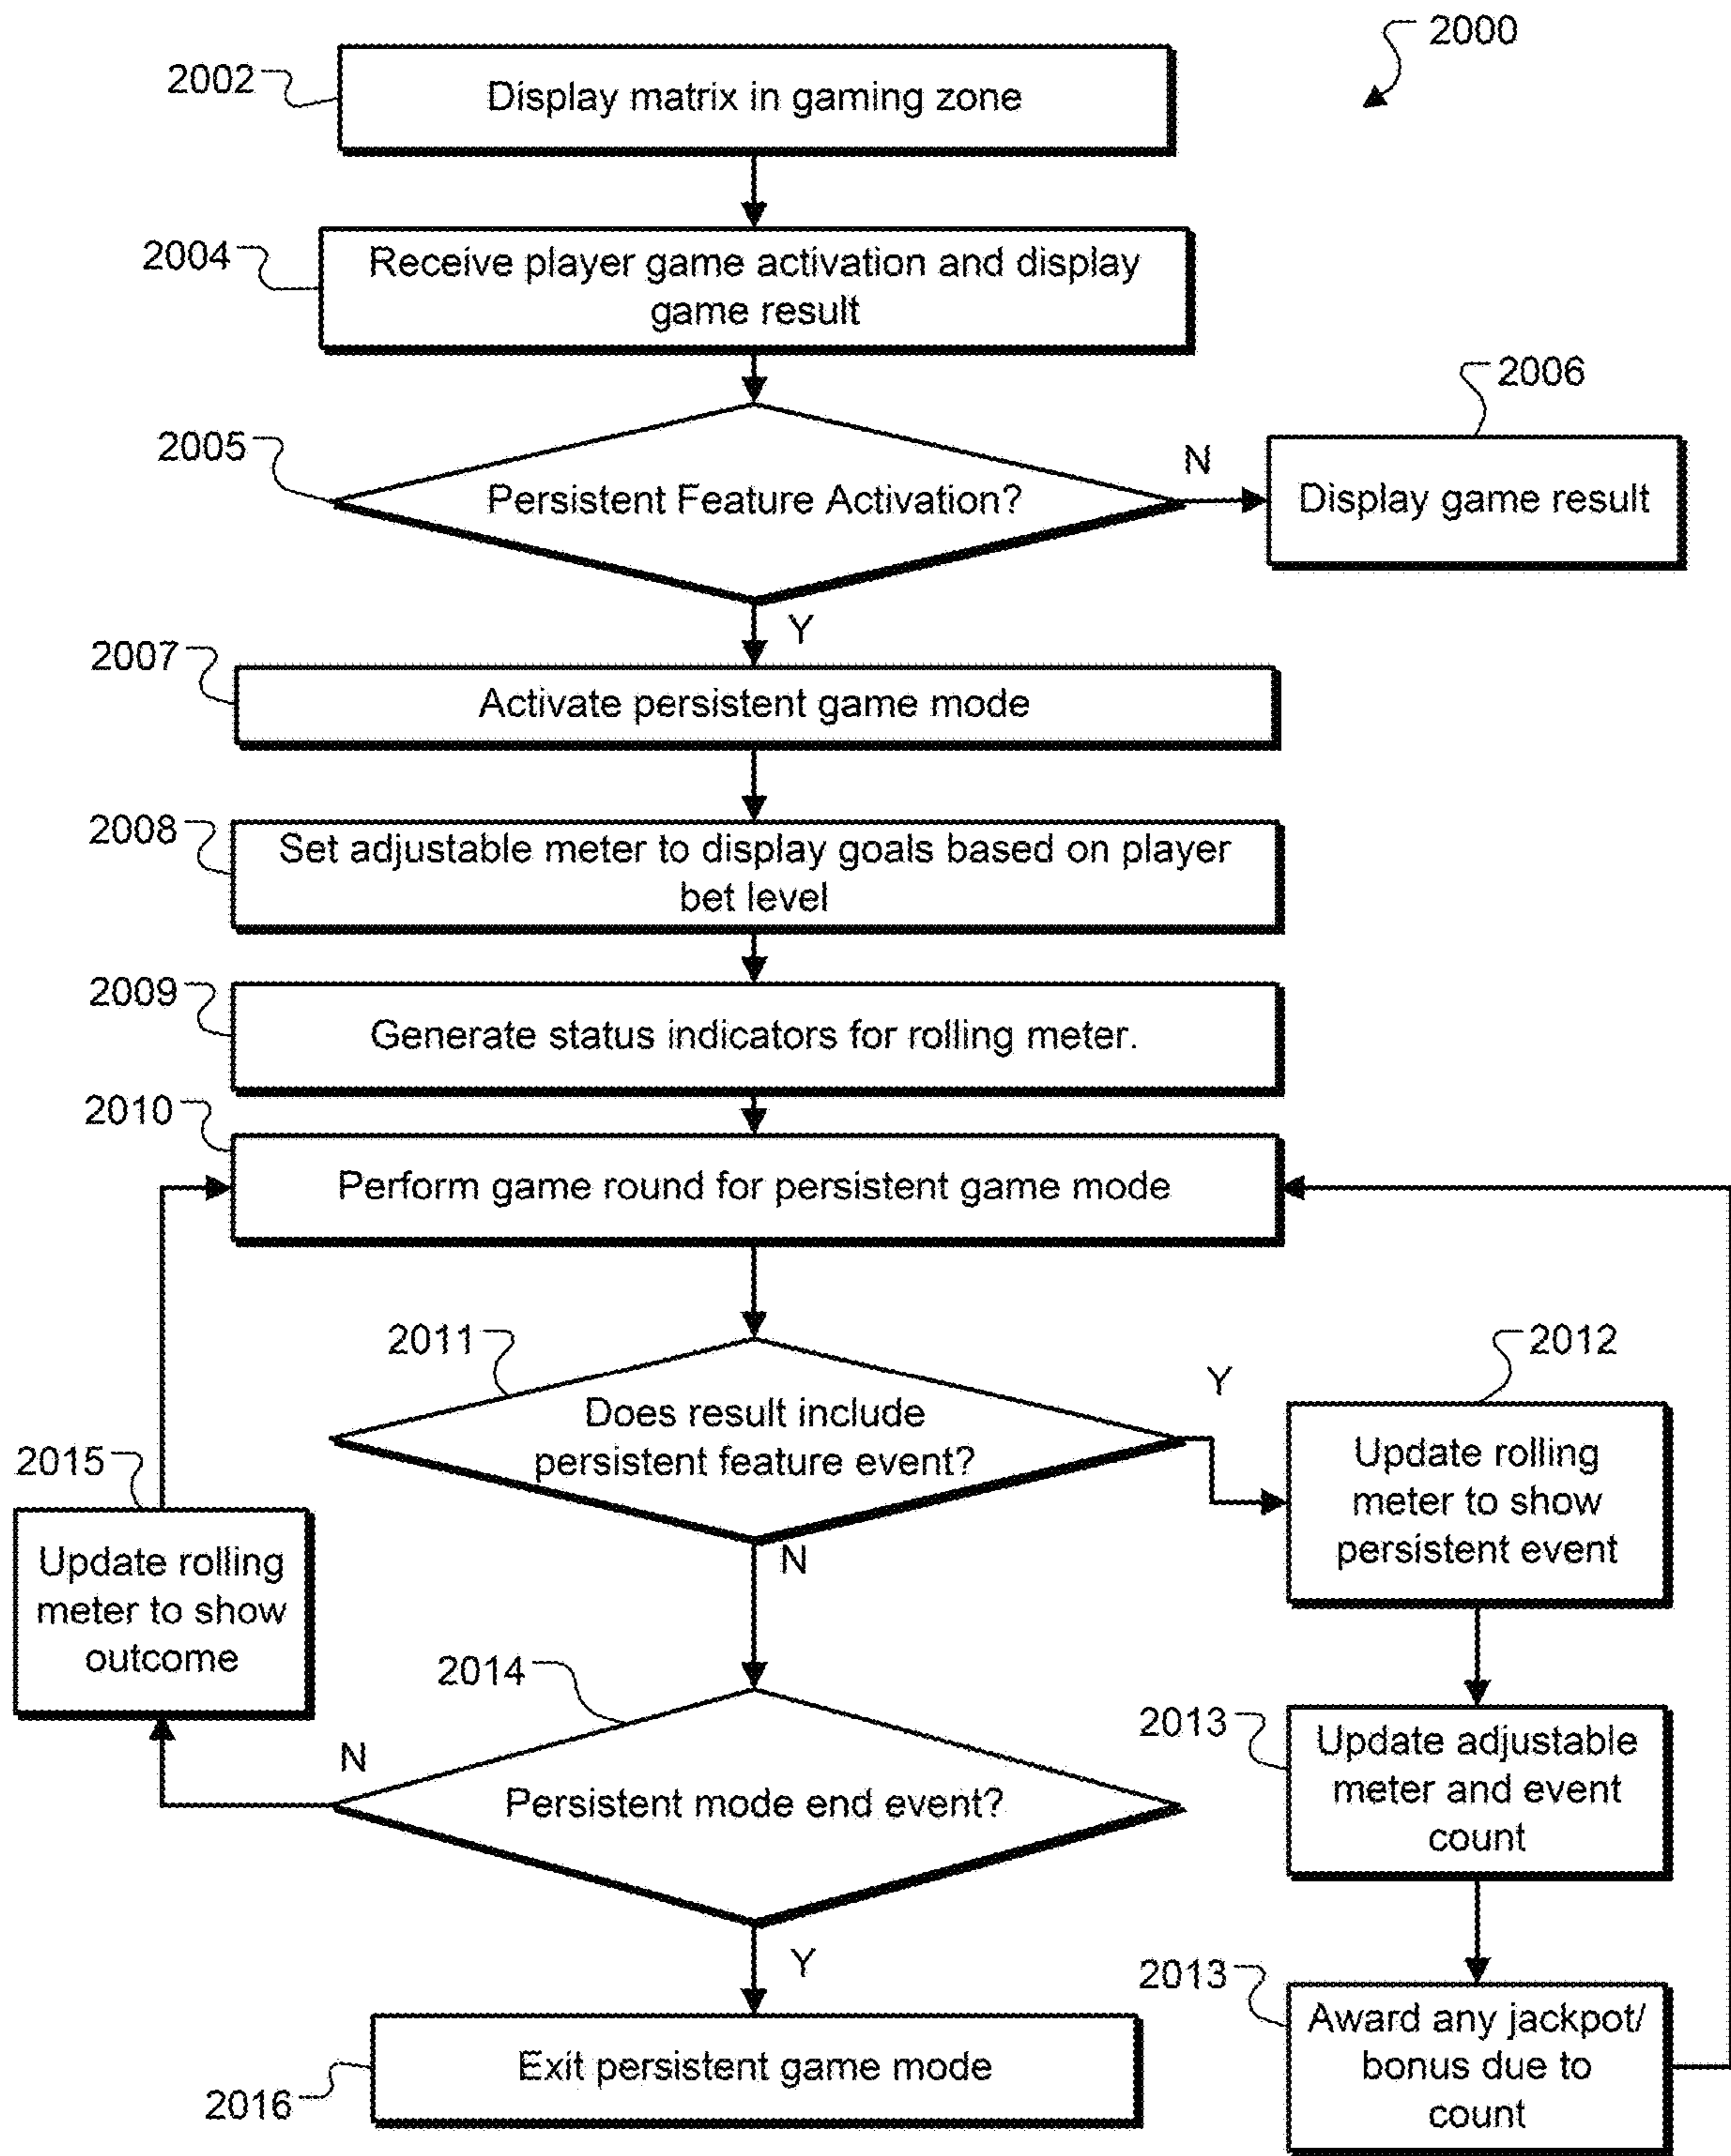 2000
2002
Display matrix in gaming zone
2004
Receive player game activation and display
game result
2005
Persistent Feature Activation?
N
2006
Display game result
Y
2007
Activate persistent game mode
2008
Set adjustable meter to display goals based on player
bet level
2009
Generate status indicators for rolling meter.
2010
Perform game round for persistent game mode
2011
Does result include
persistent feature event?
Y
2012
Update rolling
meter to show
persistent event
N
2015
Update rolling
meter to show
outcome
2014
Persistent mode end event?
N
2013
Update adjustable
meter and event
count
Y
2013
Award any jackpot/
bonus due to
count
2016
Exit persistent game mode